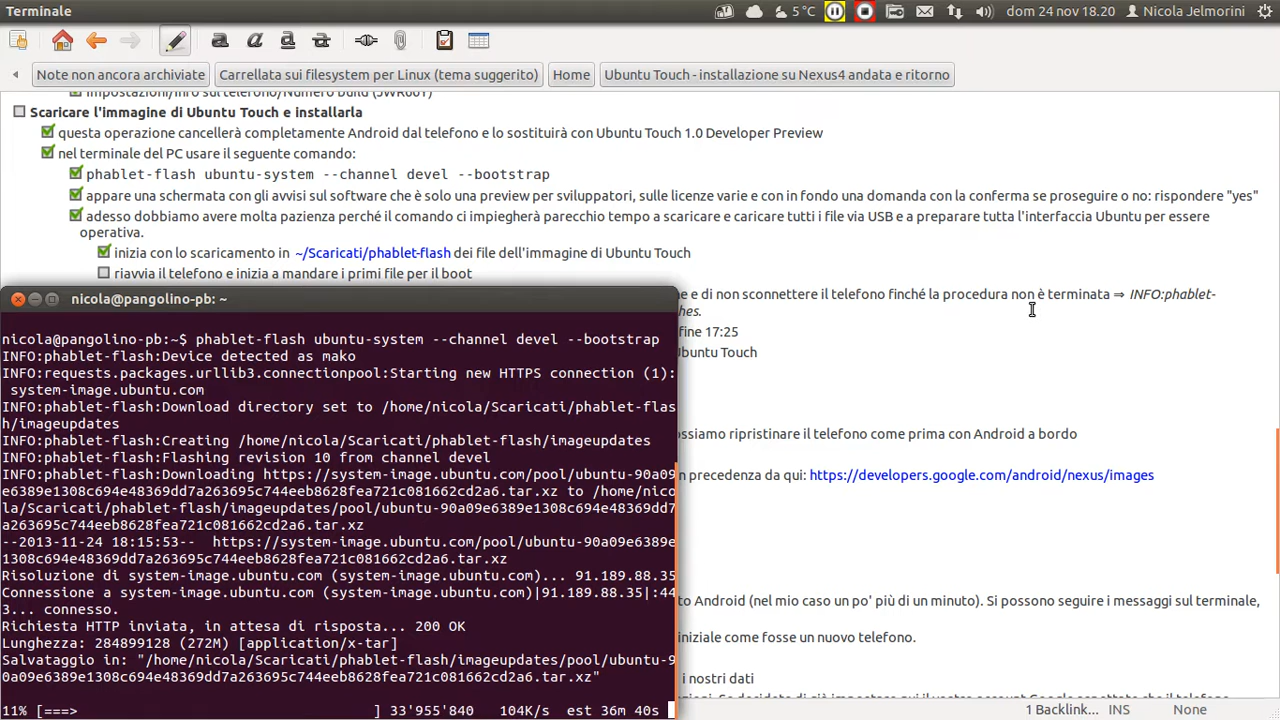 Terminale
5 °C
dom 24 nov 18.20
Nicola Jelmorini
a a a a
Note non ancora archiviate
Carrellata sui filesystem per Linux (tema suggerito)
Home
Ubuntu Touch - installazione su Nexus4 andata e ritorno
impostazioni/Info sul telefono/Numero build (JWR66Y)
Scaricare l'immagine di Ubuntu Touch e installarla
questa operazione cancellerà completamente Android dal telefono e lo sostituirà con Ubuntu Touch 1.0 Developer Preview
nel terminale del PC usare il seguente comando:
phablet-flash ubuntu-system --channel devel --bootstrap
appare una schermata con gli avvisi sul software che è solo una preview per sviluppatori, sulle licenze varie e con in fondo una domanda con la conferma se proseguire o no: rispondere "yes"
adesso dobbiamo avere molta pazienza perché il comando ci impiegherà parecchio tempo a scaricare e caricare tutti i file via USB e a preparare tutta l'interfaccia Ubuntu per essere
operativa.
inizia con lo scaricamento in ~/Scaricati/phablet-flash dei file dell'immagine di Ubuntu Touch
riavvia il telefono e inizia a mandare i primi file per il boot
e e di non sconnettere il telefono finché la procedura non è terminata ⇒ INFO:phablet-
hes.
fine 17:25
Ubuntu Touch
ossiamo ripristinare il telefono come prima con Android a bordo
n precedenza da qui: https://developers.google.com/android/nexus/images
to Android (nel mio caso un po' più di un minuto). Si possono seguire i messaggi sul terminale,
iniziale come fosse un nuovo telefono.
i nostri dati
nicola@pangolino-pb: ~
nicola@pangolino-pb:~$ phablet-flash ubuntu-system --channel devel --bootstrap
INFO:phablet-flash:Device detected as mako
INFO:requests.packages.urllib3.connectionpool:Starting new HTTPS connection (1):
system-image.ubuntu.com
INFO:phablet-flash:Download directory set to /home/nicola/Scaricati/phablet-flas
h/imageupdates
INFO:phablet-flash:Creating /home/nicola/Scaricati/phablet-flash/imageupdates
INFO:phablet-flash:Flashing revision 10 from channel devel
INFO:phablet-flash:Downloading https://system-image.ubuntu.com/pool/ubuntu-90a09
e6389e1308c694e48369dd7a263695c744eeb8628fea721c081662cd2a6.tar.xz to /home/nico
la/Scaricati/phablet-flash/imageupdates/pool/ubuntu-90a09e6389e1308c694e48369dd7
a263695c744eeb8628fea721c081662cd2a6.tar.xz
--2013-11-24 18:15:53-- https://system-image.ubuntu.com/pool/ubuntu-90a09e6389e
1308c694e48369dd7a263695c744eeb8628fea721c081662cd2a6.tar.xz
Risoluzione di system-image.ubuntu.com (system-image.ubuntu.com)... 91.189.88.35
Connessione a system-image.ubuntu.com (system-image.ubuntu.com)|91.189.88.35|:44
3... connesso.
Richiesta HTTP inviata, in attesa di risposta... 200 OK
Lunghezza: 284899128 (272M) [application/x-tar]
Salvataggio in: "/home/nicola/Scaricati/phablet-flash/imageupdates/pool/ubuntu-9
0a09e6389e1308c694e48369dd7a263695c744eeb8628fea721c081662cd2a6.tar.xz"
11% [===> ] 33'955'840 104K/s est 36m 40s
1 Backlink... INS None